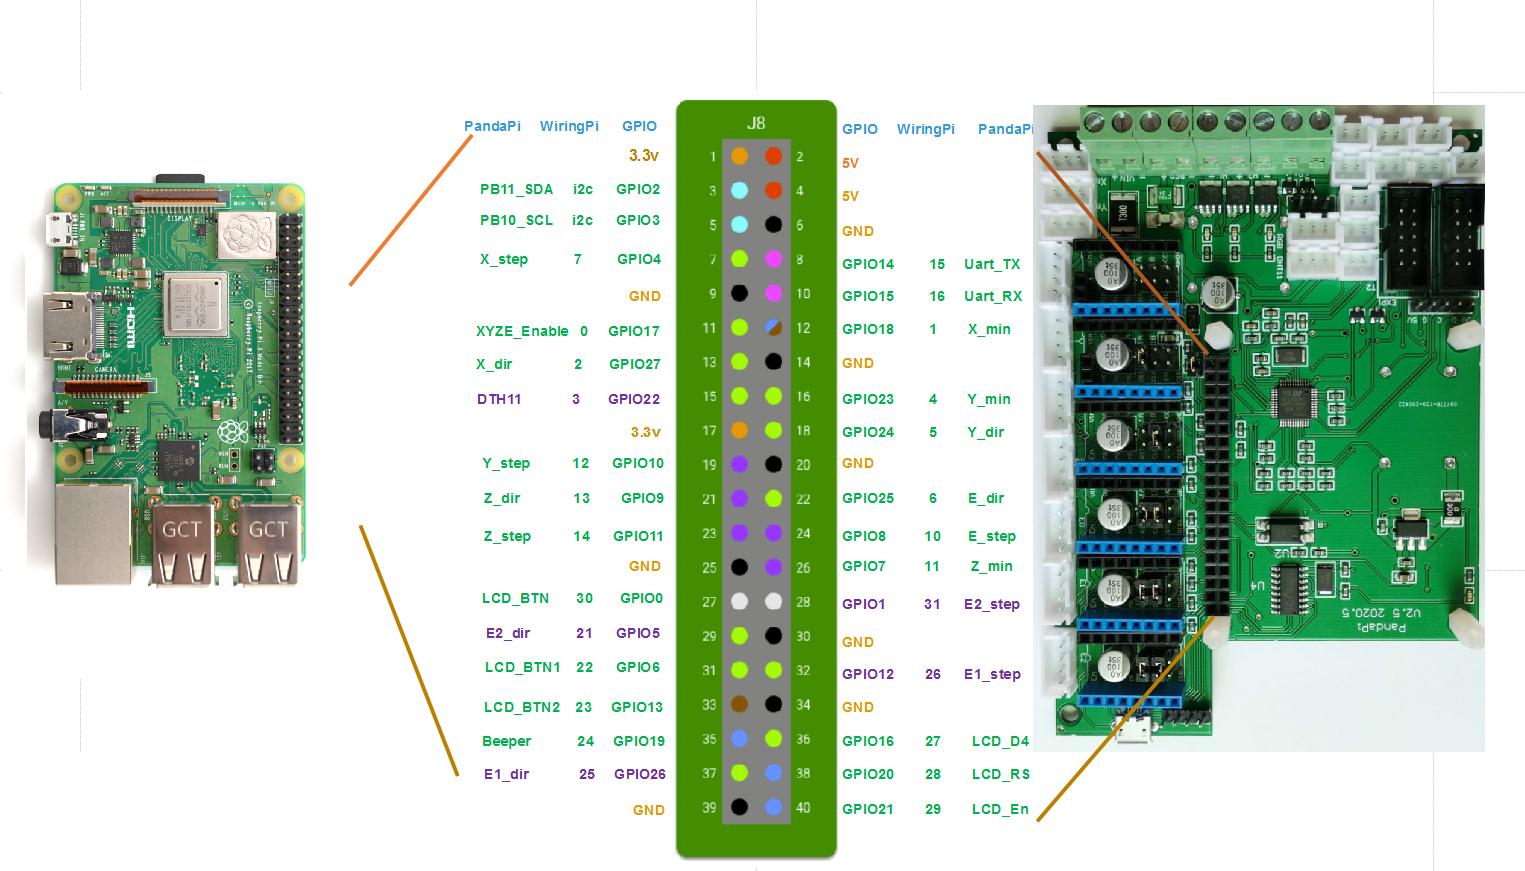 J8
PandaPi WiringPi GPIO
GPIO WiringPi PandaPi
3.3v 1 2 5V
PB11_SDA i2c GPIO2 3 4 5V
PB10_SCL i2c GPIO3 5 6 GND
X_step 7 GPIO4 7 8 GPIO14 15 Uart_TX
GND 9 10 GPIO15 16 Uart_RX
XYZE_Enable 0 GPIO17 11 12 GPIO18 1 X_min
X_dir 2 GPIO27 13 14 GND
DTH11 3 GPIO22 15 16 GPIO23 4 Y_min
3.3v 17 18 GPIO24 5 Y_dir
Y_step 12 GPIO10 19 20 GND
Z_dir 13 GPIO9 21 22 GPIO25 6 E_dir
Z_step 14 GPIO11 23 24 GPIO8 10 E_step
GND 25 26 GPIO7 11 Z_min
LCD_BTN 30 GPIO0 27 28 GPIO1 31 E2_step
E2_dir 21 GPIO5 29 30 GND
LCD_BTN1 22 GPIO6 31 32 GPIO12 26 E1_step
LCD_BTN2 23 GPIO13 33 34 GND
Beeper 24 GPIO19 35 36 GPIO16 27 LCD_D4
E1_dir 25 GPIO26 37 38 GPIO20 28 LCD_RS
GND 39 40 GPIO21 29 LCD_En
DISPLAY
HDMI
CAMERA
GCT
GCT
T300
DHT11
EXP1
U2
U4
V2.5 2020.5
PandaPi